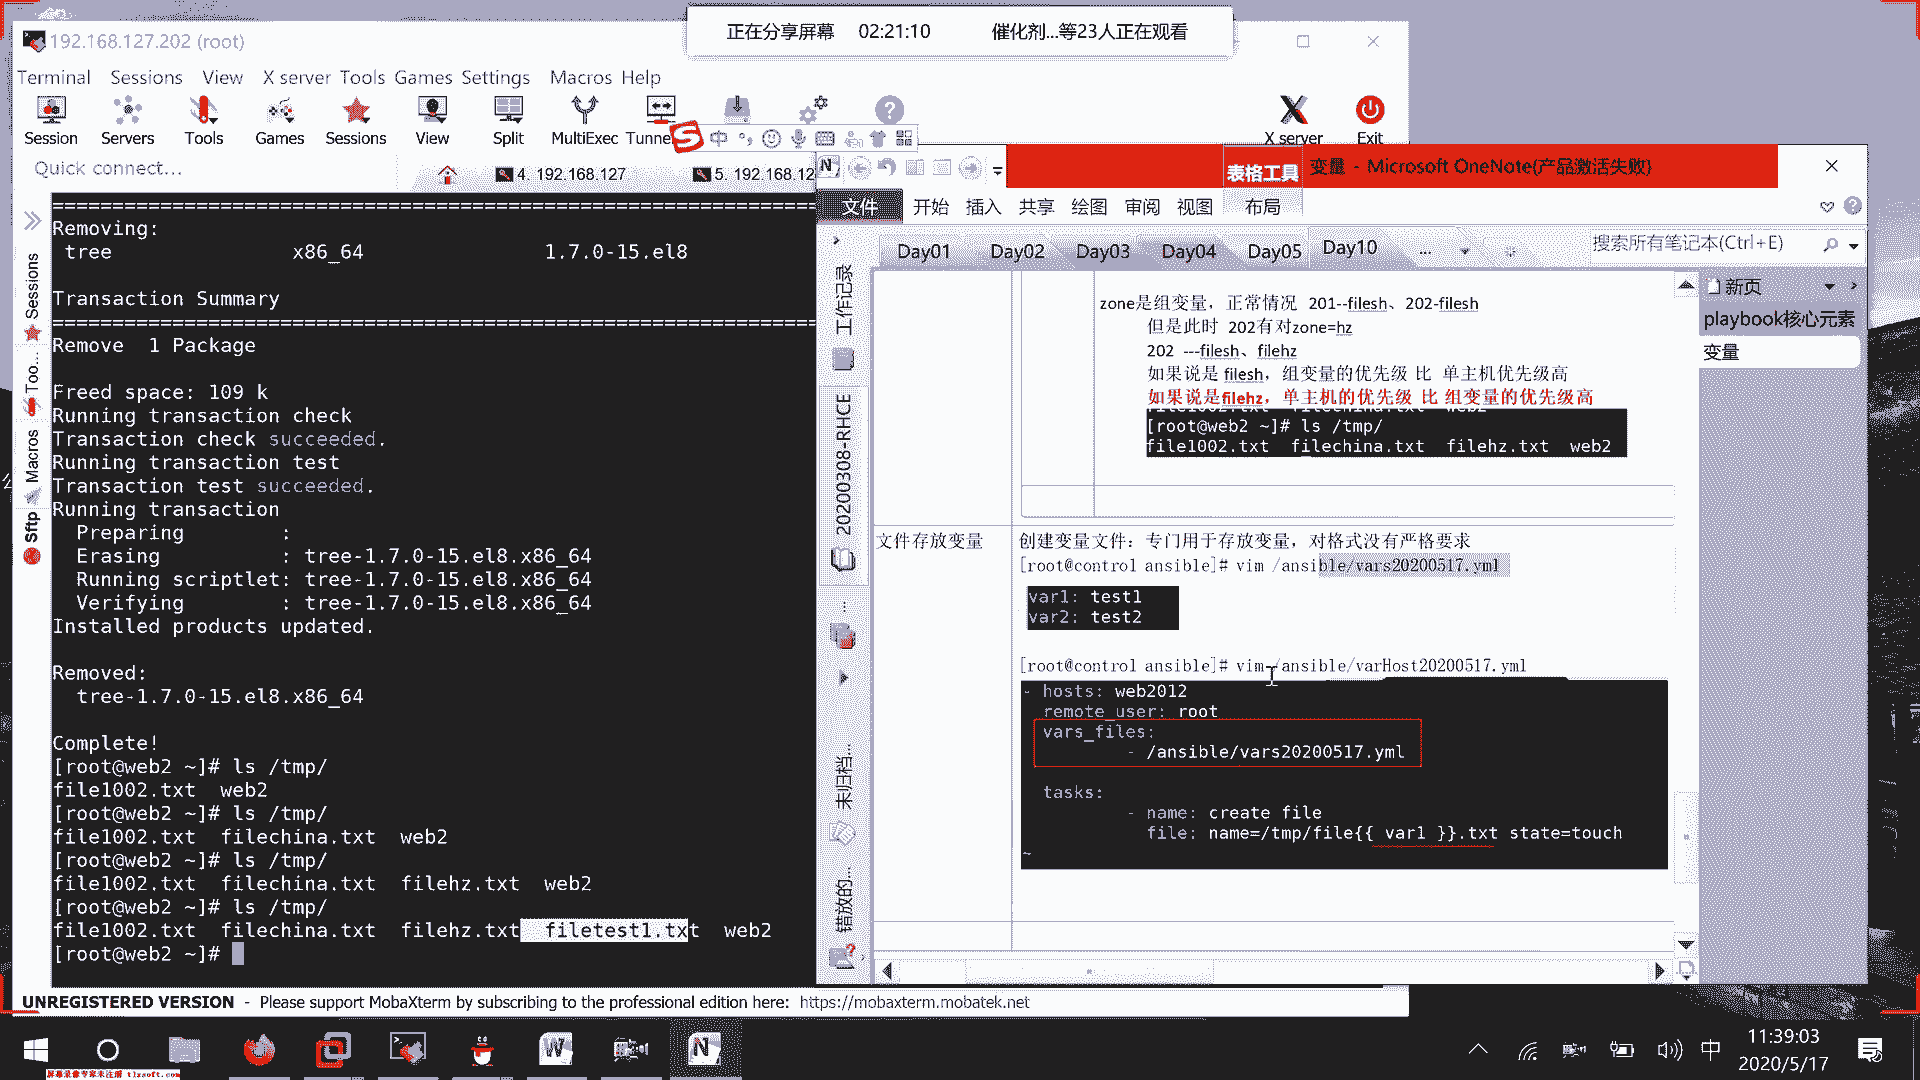 正在分享屏幕 02:21:10 催化剂...等23人正在观看
192.168.127.202 (root)
Terminal Sessions View X server Tools Games Settings Macros Help
Session Servers Tools Games Sessions View Split MultiExec Tunne X server Exit
中
Quick connect...
4. 192.168.127 5. 192.168.12
Sessions
Too...
Macros
Sftp
Removing:
tree x86_64 1.7.0-15.el8
Transaction Summary
Remove 1 Package
Freed space: 109 k
Running transaction check
Transaction check succeeded.
Running transaction test
Transaction test succeeded.
Running transaction
Preparing :
Erasing : tree-1.7.0-15.el8.x86_64
Running scriptlet: tree-1.7.0-15.el8.x86_64
Verifying : tree-1.7.0-15.el8.x86_64
Installed products updated.
Removed:
tree-1.7.0-15.el8.x86_64
Complete!
[root@web2 ~]# ls /tmp/
file1002.txt web2
[root@web2 ~]# ls /tmp/
file1002.txt filechina.txt web2
[root@web2 ~]# ls /tmp/
file1002.txt filechina.txt filehz.txt web2
[root@web2 ~]# ls /tmp/
file1002.txt filechina.txt filehz.txt filetest1.txt web2
[root@web2 ~]#
UNREGISTERED VERSION - Please support MobaXterm by subscribing to the professional edition here: https://mobaxterm.mobatek.net
表格工具 变量 - Microsoft OneNote(产品激活失败)
文件 开始 插入 共享 绘图 审阅 视图 布局
Day01 Day02 Day03 Day04 Day05 Day10 ... 搜索所有笔记本(Ctrl+E)
工作记录
20200308-RHCE
未归档...
错放的...
新页
playbook核心元素
变量
zone是组变量，正常情况 201--filesh、202-filesh
但是此时 202有对zone=hz
202 ---filesh、filehz
如果说是 filesh，组变量的优先级 比 单主机优先级高
如果说是filehz，单主机的优先级 比 组变量的优先级高
file1002.txt filechina.txt web2
[root@web2 ~]# ls /tmp/
file1002.txt filechina.txt filehz.txt web2
文件存放变量 创建变量文件：专门用于存放变量，对格式没有严格要求
[root@control ansible]# vim /ansible/vars20200517.yml
var1: test1
var2: test2
[root@control ansible]# vim /ansible/varHost20200517.yml
- hosts: web2012
remote_user: root
vars_files:
- /ansible/vars20200517.yml
tasks:
- name: create file
file: name=/tmp/file{{ var1 }}.txt state=touch
~
中 11:39:03
2020/5/17
屏幕录像专家未注册 tlxsoft.com